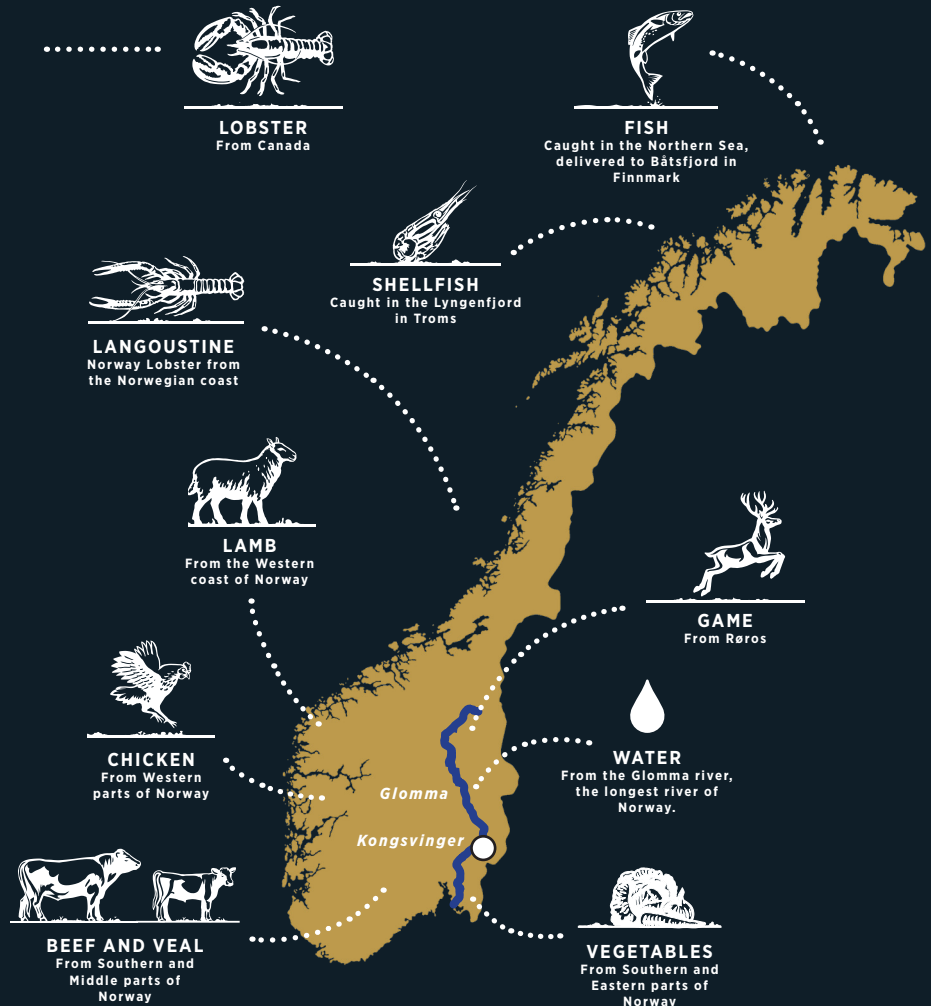 LOBSTER
From Canada
FISH
Caught in the Northern Sea,
delivered to Båtsfjord in
Finnmark
SHELLFISH
Caught in the Lyngenfjord
in Troms
LANGOUSTINE
Norway Lobster from
the Norwegian coast
LAMB
From the Western
coast of Norway
GAME
From Røros
CHICKEN
From Western
parts of Norway
WATER
From the Glomma river,
the longest river of
Norway.
Glomma
Kongsvinger
BEEF AND VEAL
From Southern and
Middle parts of
Norway
VEGETABLES
From Southern and
Eastern parts of
Norway